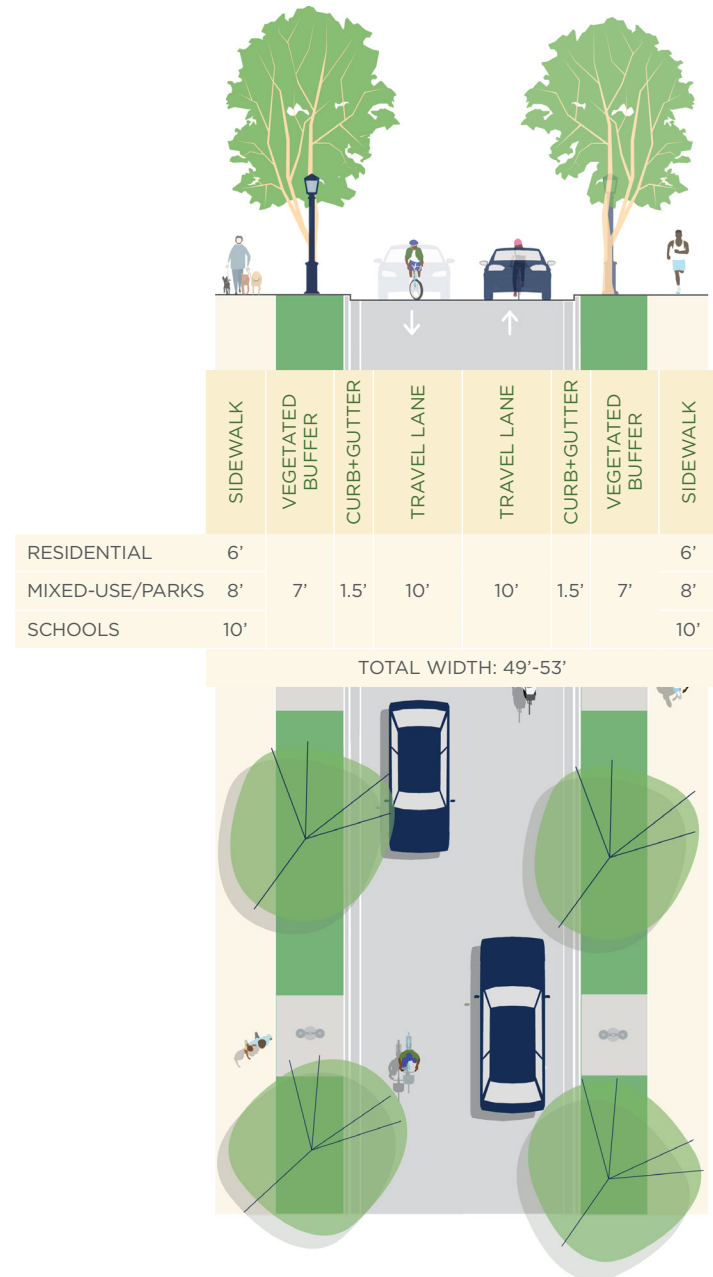 SIDEWALK
VEGETATED
BUFFER
CURB+GUTTER
TRAVEL LANE
TRAVEL LANE
CURB+GUTTER
VEGETATED
BUFFER
SIDEWALK
RESIDENTIAL 6’ 6’
MIXED-USE/PARKS 8’ 7’ 1.5’ 10’ 10’ 1.5’ 7’ 8’
SCHOOLS 10’ 10’
TOTAL WIDTH: 49’-53’